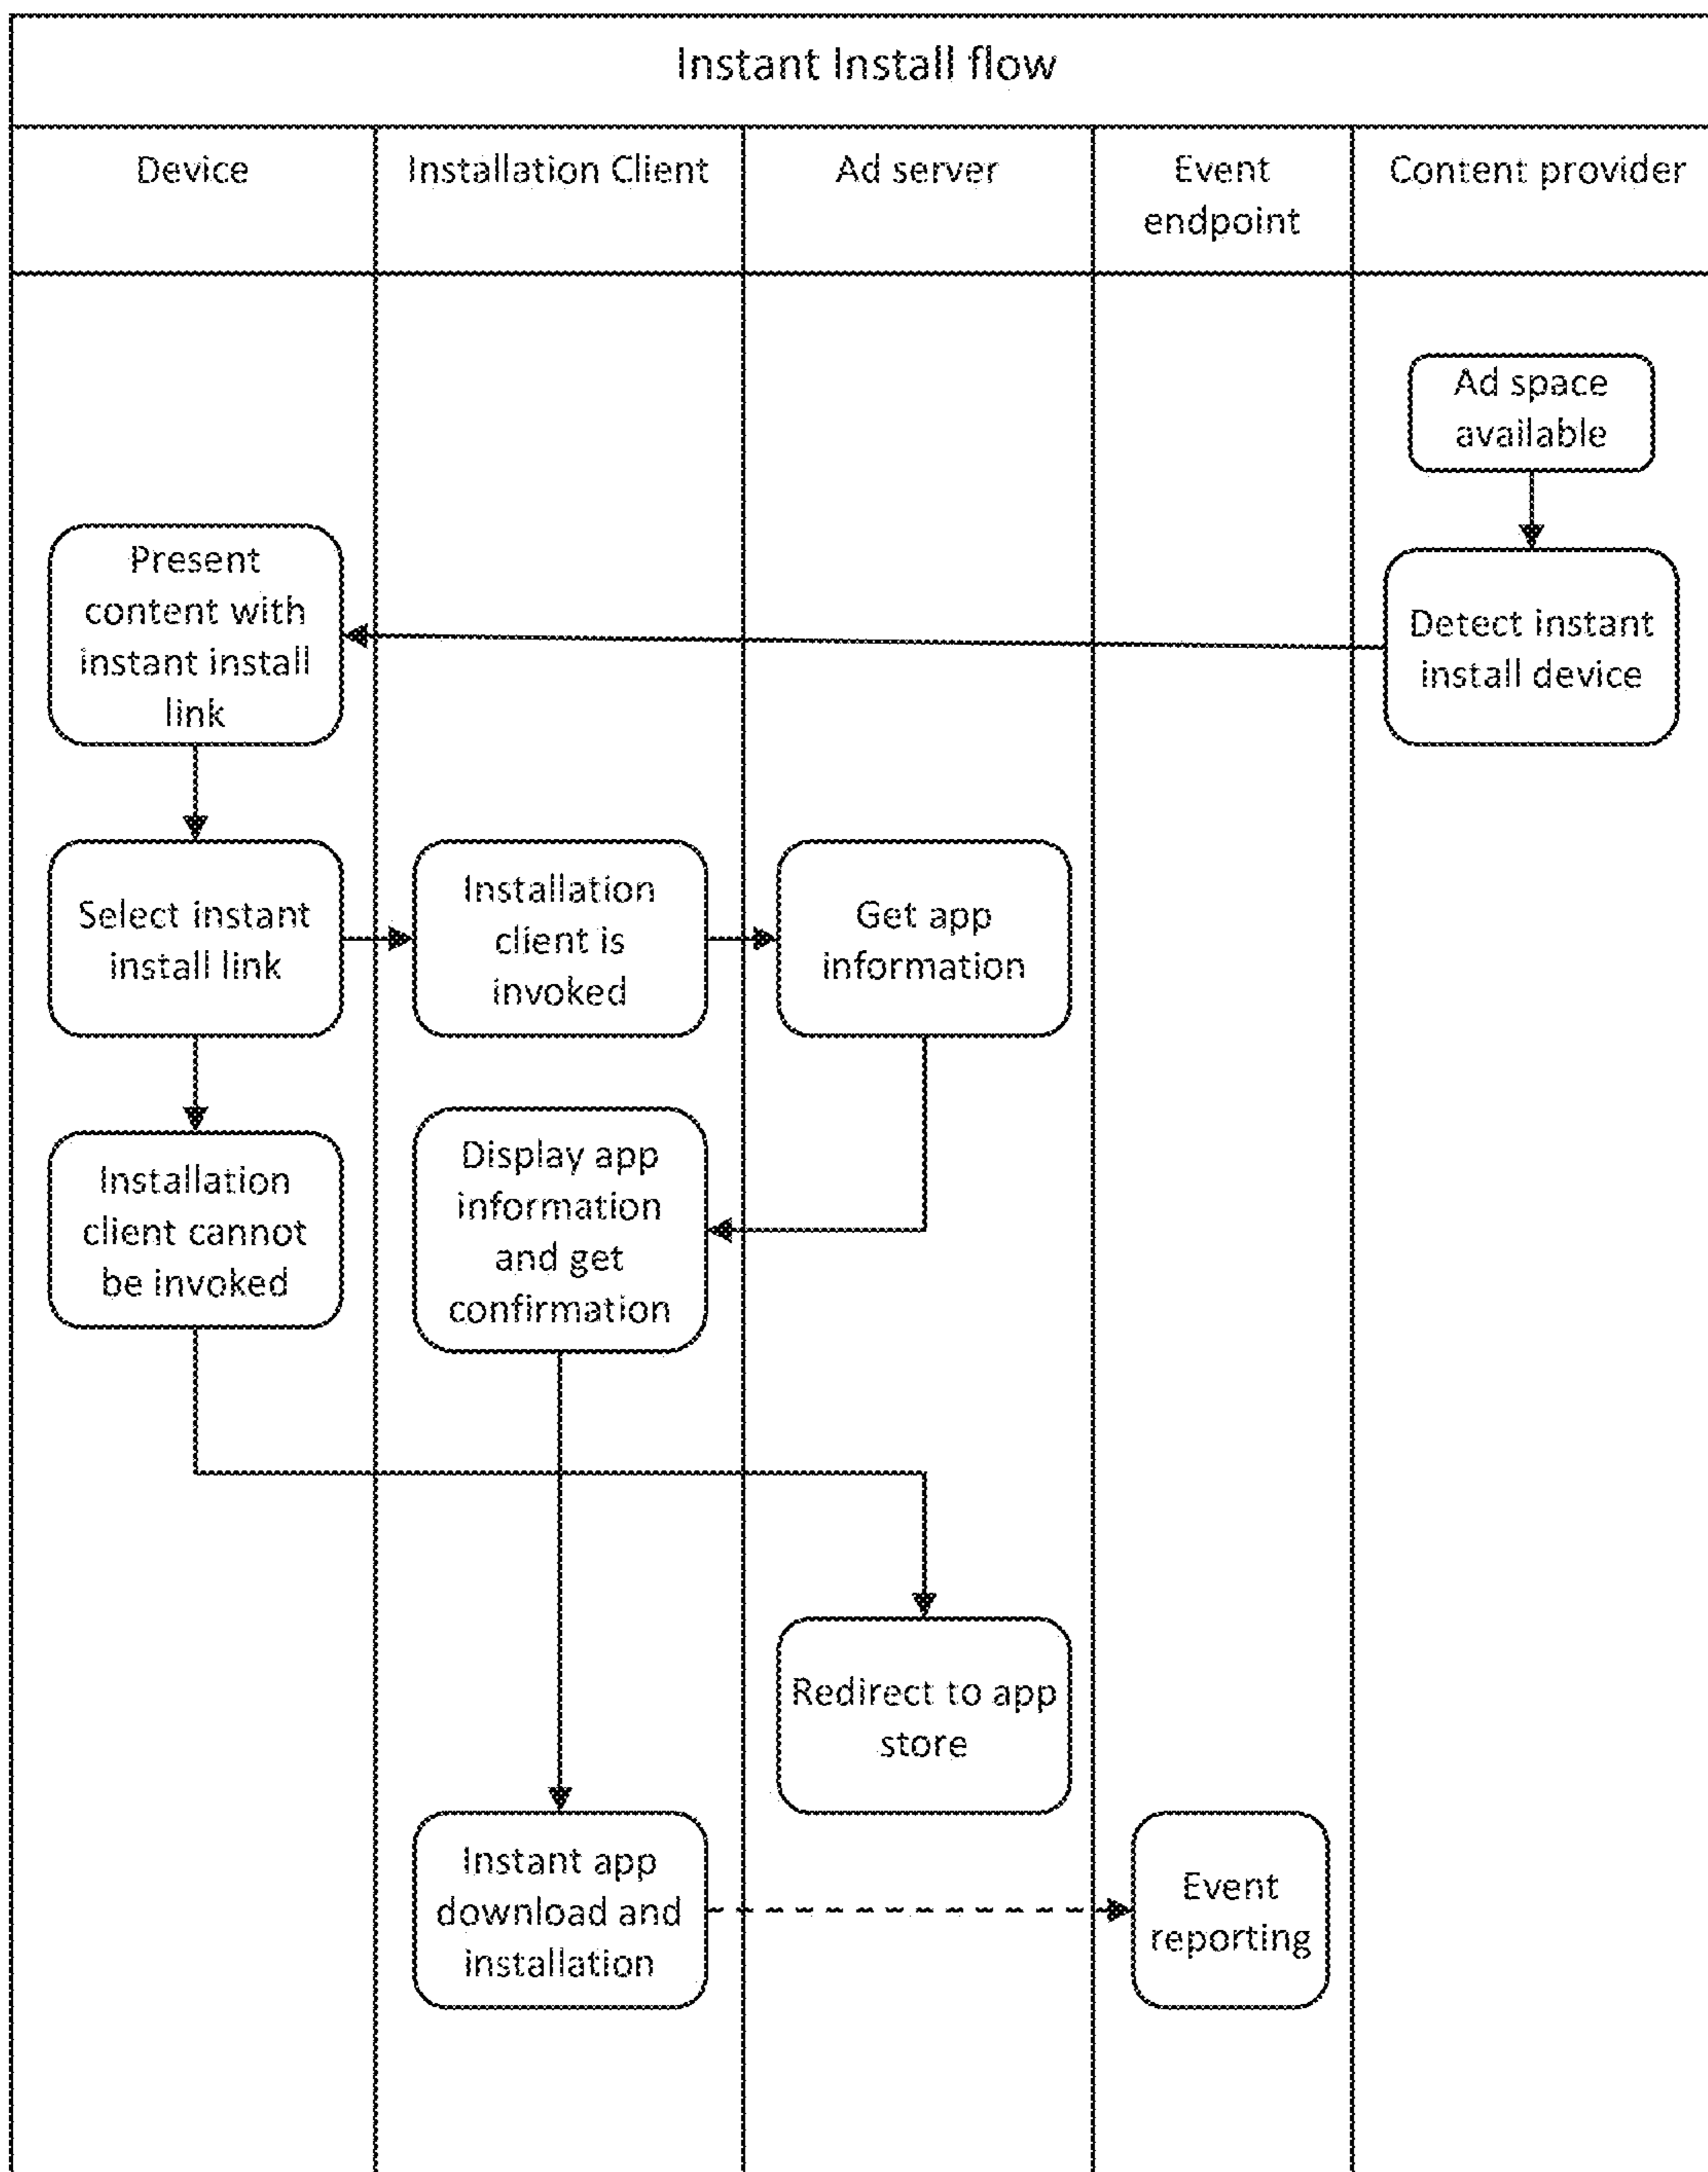 Instant Install flow
Device
Installation Client
Ad server
Event
endpoint
Content provider
Ad space
available
Present
content with
instant install
link
Detect instant
install device
Select instant
install link
Installation
client is
invoked
Get app
information
Installation
client cannot
be invoked
Display app
information
and get
confirmation
Redirect to app
store
Instant app
download and
installation
Event
reporting